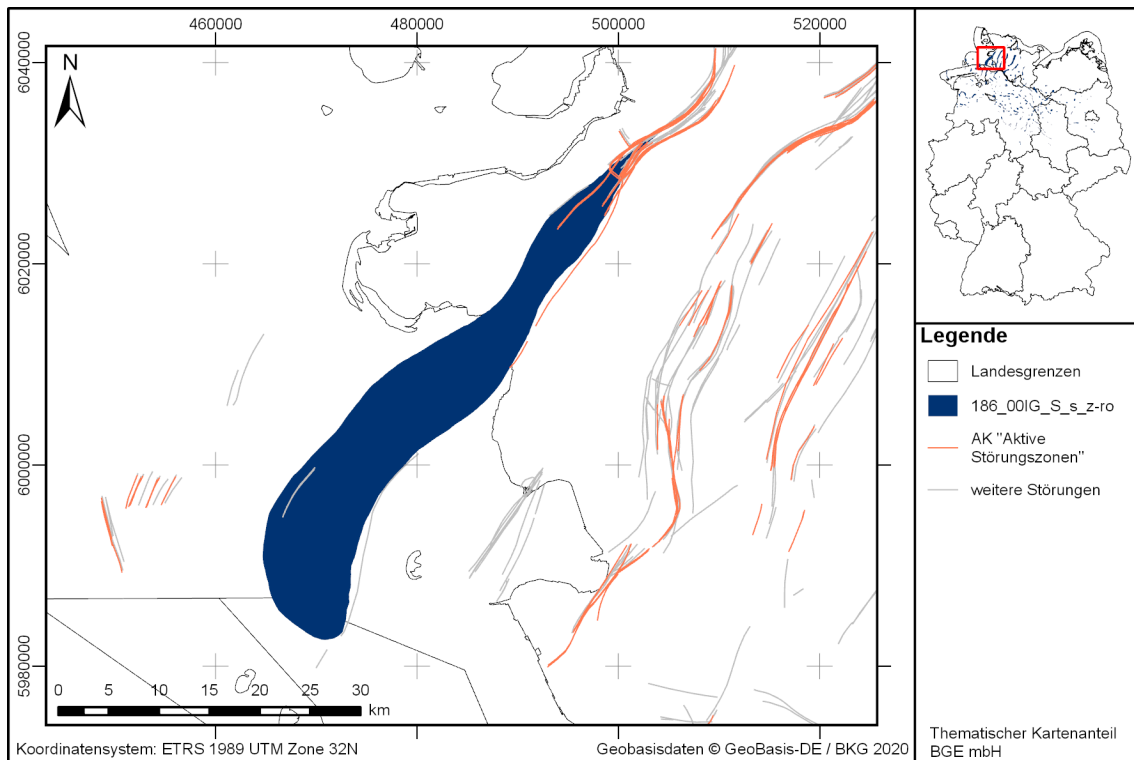 460000
480000
500000
520000
6040000
6020000
6000000
5980000
N
0 5 10 15 20 25 30
km
Koordinatensystem: ETRS 1989 UTM Zone 32N
Geobasisdaten © GeoBasis-DE / BKG 2020
Legende
Landesgrenzen
186_00IG_S_s_z-ro
AK "Aktive
Störungszonen"
weitere Störungen
Thematischer Kartenanteil
BGE mbH